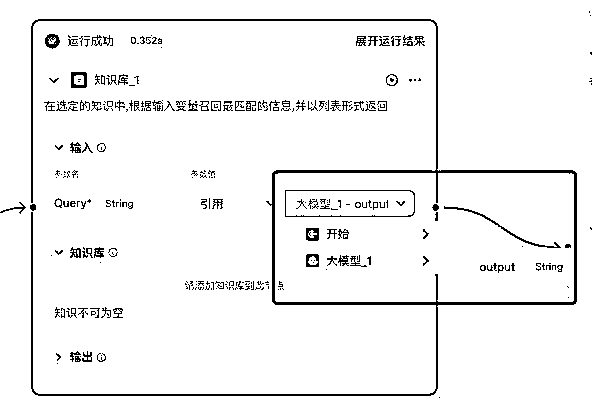 运行成功 0.352s 展开运行结果
知识库_1
在选定的知识中,根据输入变量召回最匹配的信息,并以列表形式返回
输入
参数名 参数值
Query* String 引用 大模型_1 - output
开始
大模型_1
output String
知识库
请添加知识库到此节点
知识不可为空
输出